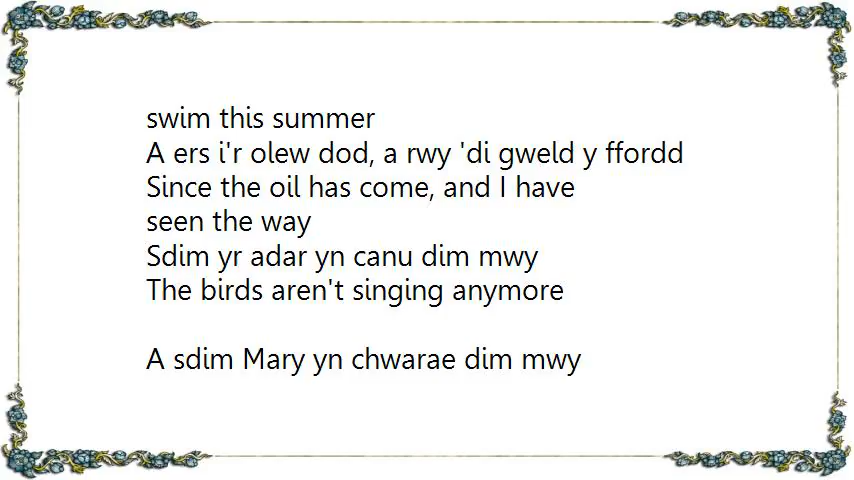 swim this summer
A ers i'r olew dod, a rwy 'di gweld y ffordd
Since the oil has come, and I have
seen the way
Sdim yr adar yn canu dim mwy
The birds aren't singing anymore
A sdim Mary yn chwarae dim mwy